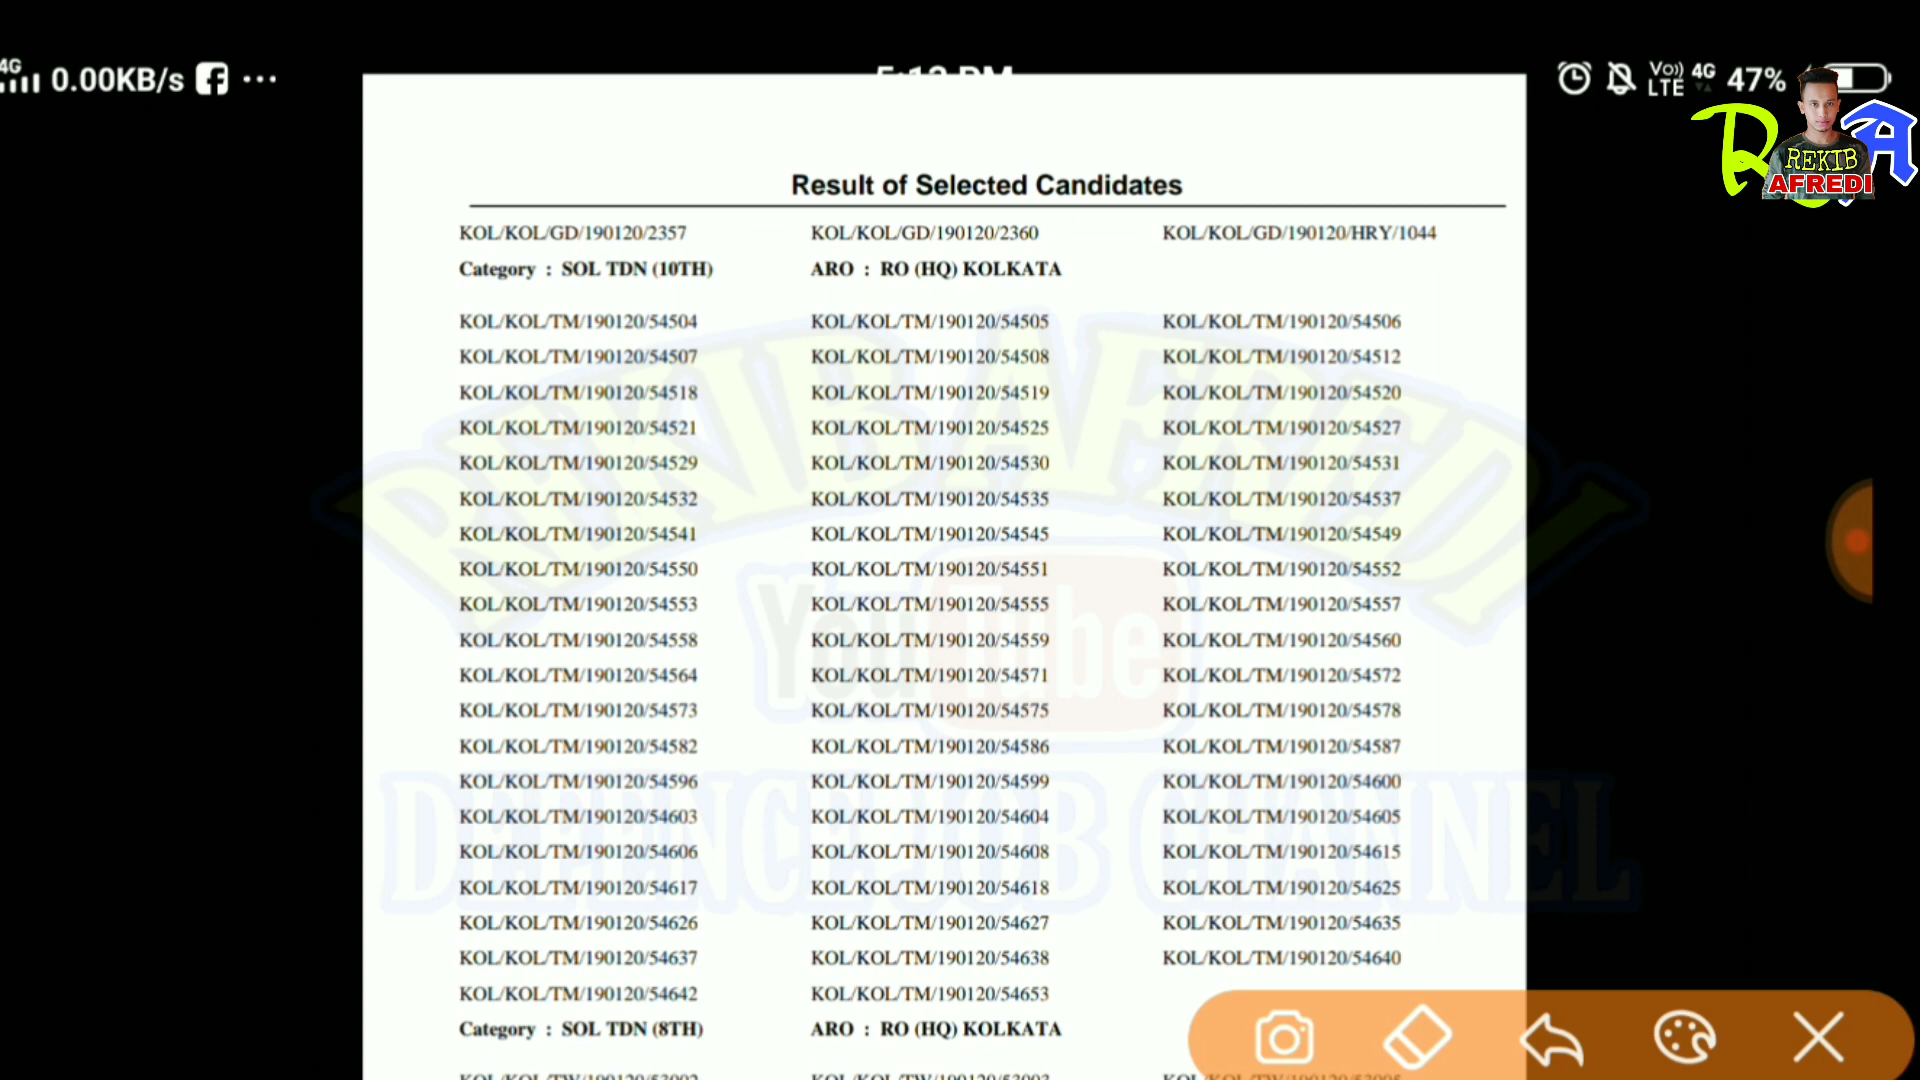 4G 0.00KB/s ...
Vo)) LTE 4G 47%
R A
REKIB
AFREDI
Result of Selected Candidates
KOL/KOL/GD/190120/2357 KOL/KOL/GD/190120/2360 KOL/KOL/GD/190120/HRY/1044
Category : SOL TDN (10TH) ARO : RO (HQ) KOLKATA
KOL/KOL/TM/190120/54504 KOL/KOL/TM/190120/54505 KOL/KOL/TM/190120/54506
KOL/KOL/TM/190120/54507 KOL/KOL/TM/190120/54508 KOL/KOL/TM/190120/54512
KOL/KOL/TM/190120/54518 KOL/KOL/TM/190120/54519 KOL/KOL/TM/190120/54520
KOL/KOL/TM/190120/54521 KOL/KOL/TM/190120/54525 KOL/KOL/TM/190120/54527
KOL/KOL/TM/190120/54529 KOL/KOL/TM/190120/54530 KOL/KOL/TM/190120/54531
KOL/KOL/TM/190120/54532 KOL/KOL/TM/190120/54535 KOL/KOL/TM/190120/54537
KOL/KOL/TM/190120/54541 KOL/KOL/TM/190120/54545 KOL/KOL/TM/190120/54549
KOL/KOL/TM/190120/54550 KOL/KOL/TM/190120/54551 KOL/KOL/TM/190120/54552
KOL/KOL/TM/190120/54553 KOL/KOL/TM/190120/54555 KOL/KOL/TM/190120/54557
KOL/KOL/TM/190120/54558 KOL/KOL/TM/190120/54559 KOL/KOL/TM/190120/54560
KOL/KOL/TM/190120/54564 KOL/KOL/TM/190120/54571 KOL/KOL/TM/190120/54572
KOL/KOL/TM/190120/54573 KOL/KOL/TM/190120/54575 KOL/KOL/TM/190120/54578
KOL/KOL/TM/190120/54582 KOL/KOL/TM/190120/54586 KOL/KOL/TM/190120/54587
KOL/KOL/TM/190120/54596 KOL/KOL/TM/190120/54599 KOL/KOL/TM/190120/54600
KOL/KOL/TM/190120/54603 KOL/KOL/TM/190120/54604 KOL/KOL/TM/190120/54605
KOL/KOL/TM/190120/54606 KOL/KOL/TM/190120/54608 KOL/KOL/TM/190120/54615
KOL/KOL/TM/190120/54617 KOL/KOL/TM/190120/54618 KOL/KOL/TM/190120/54625
KOL/KOL/TM/190120/54626 KOL/KOL/TM/190120/54627 KOL/KOL/TM/190120/54635
KOL/KOL/TM/190120/54637 KOL/KOL/TM/190120/54638 KOL/KOL/TM/190120/54640
KOL/KOL/TM/190120/54642 KOL/KOL/TM/190120/54653
Category : SOL TDN (8TH) ARO : RO (HQ) KOLKATA
REKIB AFREDI
YouTube
DEFENCE JOB CHANNEL